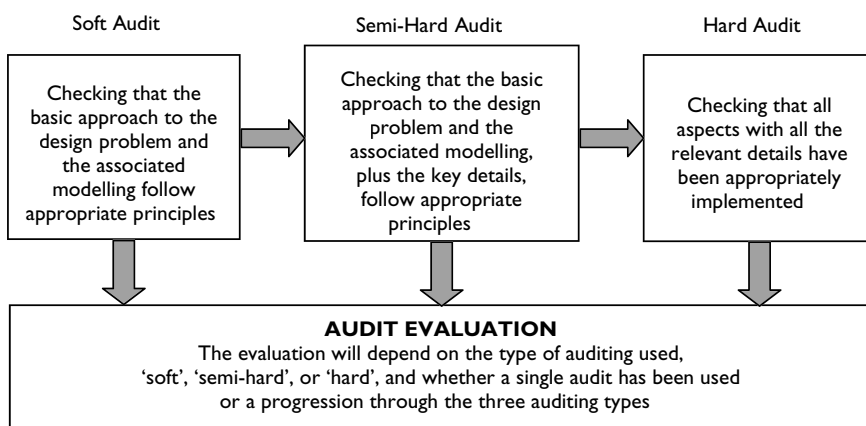 Soft Audit
Semi-Hard Audit
Hard Audit
Checking that the
basic approach to the
design problem and
the associated
modelling follow
appropriate principles
Checking that the basic
approach to the design
problem and the
associated modelling,
plus the key details,
follow appropriate
principles
Checking that all
aspects with all the
relevant details have
been appropriately
implemented
AUDIT EVALUATION
The evaluation will depend on the type of auditing used,
‘soft’, ‘semi-hard’, or ‘hard’, and whether a single audit has been used
or a progression through the three auditing types